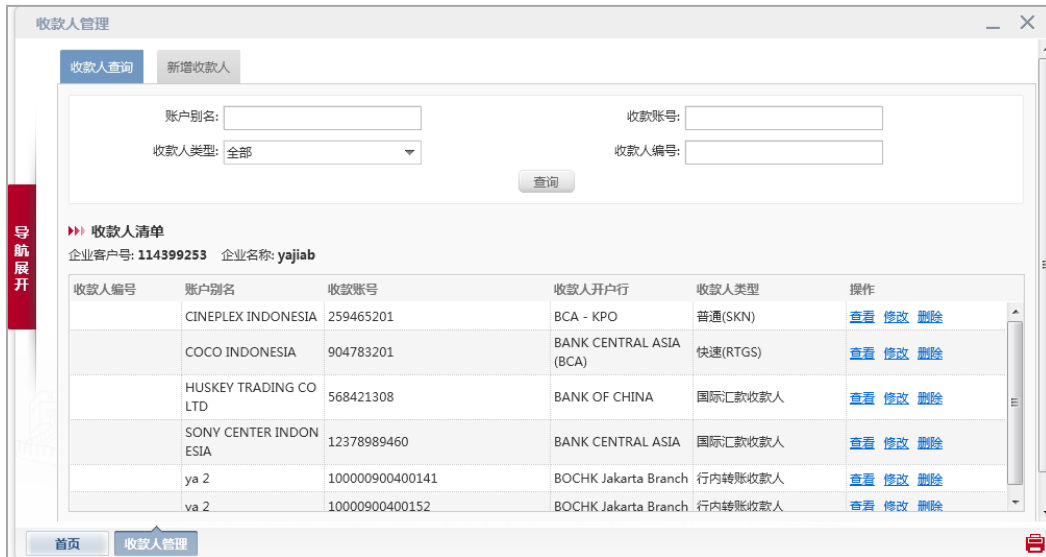 收款人管理
收款人查询 新增收款人
账户别名: 收款账号:
收款人类型: 全部 收款人编号:
查询
导航展开
收款人清单
企业客户号: 114399253 企业名称: yajiab
收款人编号 账户别名 收款账号 收款人开户行 收款人类型 操作
CINEPLEX INDONESIA 259465201 BCA - KPO 普通(SKN) 查看 修改 删除
COCO INDONESIA 904783201 BANK CENTRAL ASIA (BCA) 快速(RTGS) 查看 修改 删除
HUSKEY TRADING CO LTD 568421308 BANK OF CHINA 国际汇款收款人 查看 修改 删除
SONY CENTER INDONESIA 12378989460 BANK CENTRAL ASIA 国际汇款收款人 查看 修改 删除
ya 2 100000900400141 BOCHK Jakarta Branch 行内转账收款人 查看 修改 删除
ya 2 10000900400152 BOCHK Jakarta Branch 行内转账收款人 查看 修改 删除
首页 收款人管理